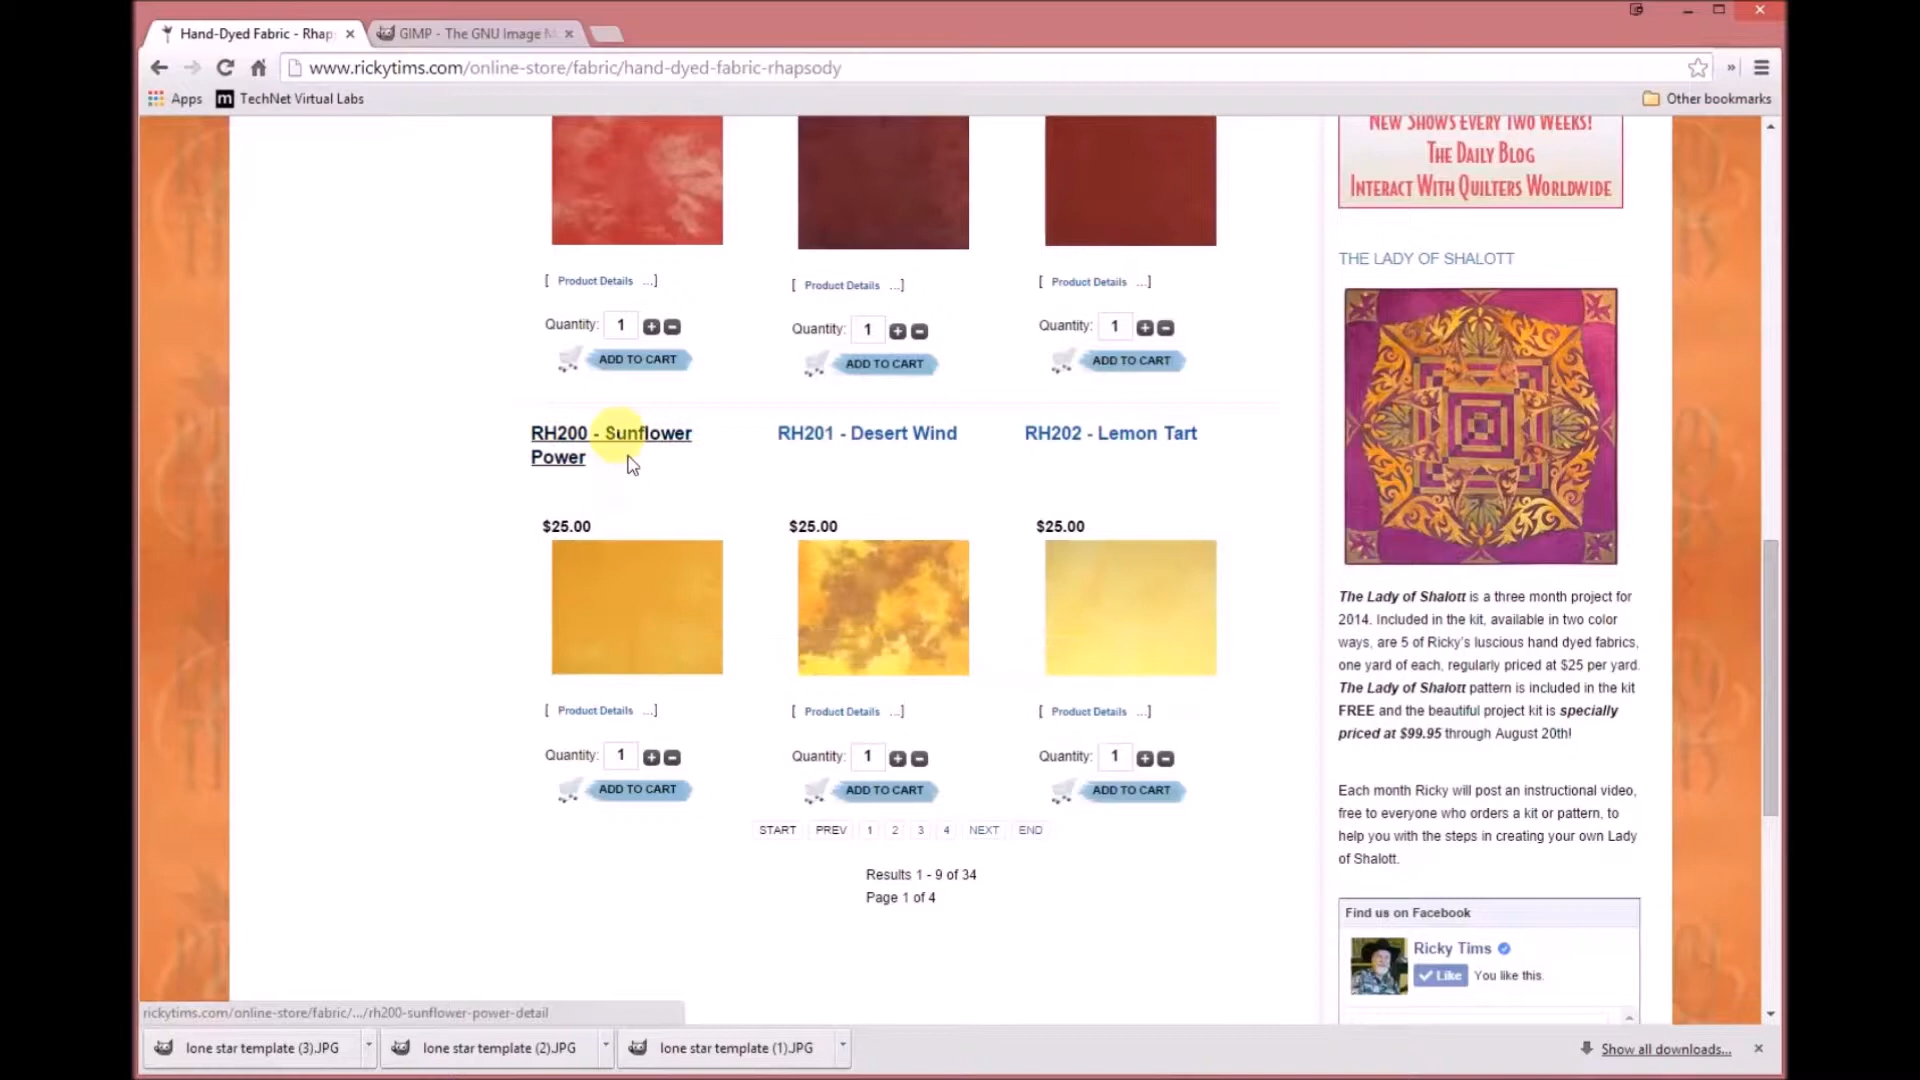 Hand-Dyed Fabric - Rhaps
GIMP - The GNU Image M
www.rickytims.com/online-store/fabric/hand-dyed-fabric-rhapsody
Apps
TechNet Virtual Labs
Other bookmarks
NEW SHOWS EVERY TWO WEEKS!
THE DAILY BLOG
INTERACT WITH QUILTERS WORLDWIDE
[ Product Details ...]
[ Product Details ...]
[ Product Details ...]
Quantity: 1
Quantity: 1
Quantity: 1
ADD TO CART
ADD TO CART
ADD TO CART
RH200 - Sunflower
Power
RH201 - Desert Wind
RH202 - Lemon Tart
$25.00
$25.00
$25.00
[ Product Details ...]
[ Product Details ...]
[ Product Details ...]
Quantity: 1
Quantity: 1
Quantity: 1
ADD TO CART
ADD TO CART
ADD TO CART
START PREV 1 2 3 4 NEXT END
Results 1 - 9 of 34
Page 1 of 4
THE LADY OF SHALOTT
The Lady of Shalott is a three month project for
2014. Included in the kit, available in two color
ways, are 5 of Ricky's luscious hand dyed fabrics,
one yard of each, regularly priced at $25 per yard.
The Lady of Shalott pattern is included in the kit
FREE and the beautiful project kit is specially
priced at $99.95 through August 20th!
Each month Ricky will post an instructional video,
free to everyone who orders a kit or pattern, to
help you with the steps in creating your own Lady
of Shalott.
Find us on Facebook
Ricky Tims
Like
You like this.
rickytims.com/online-store/fabric/.../rh200-sunflower-power-detail
lone star template (3).JPG
lone star template (2).JPG
lone star template (1).JPG
Show all downloads...